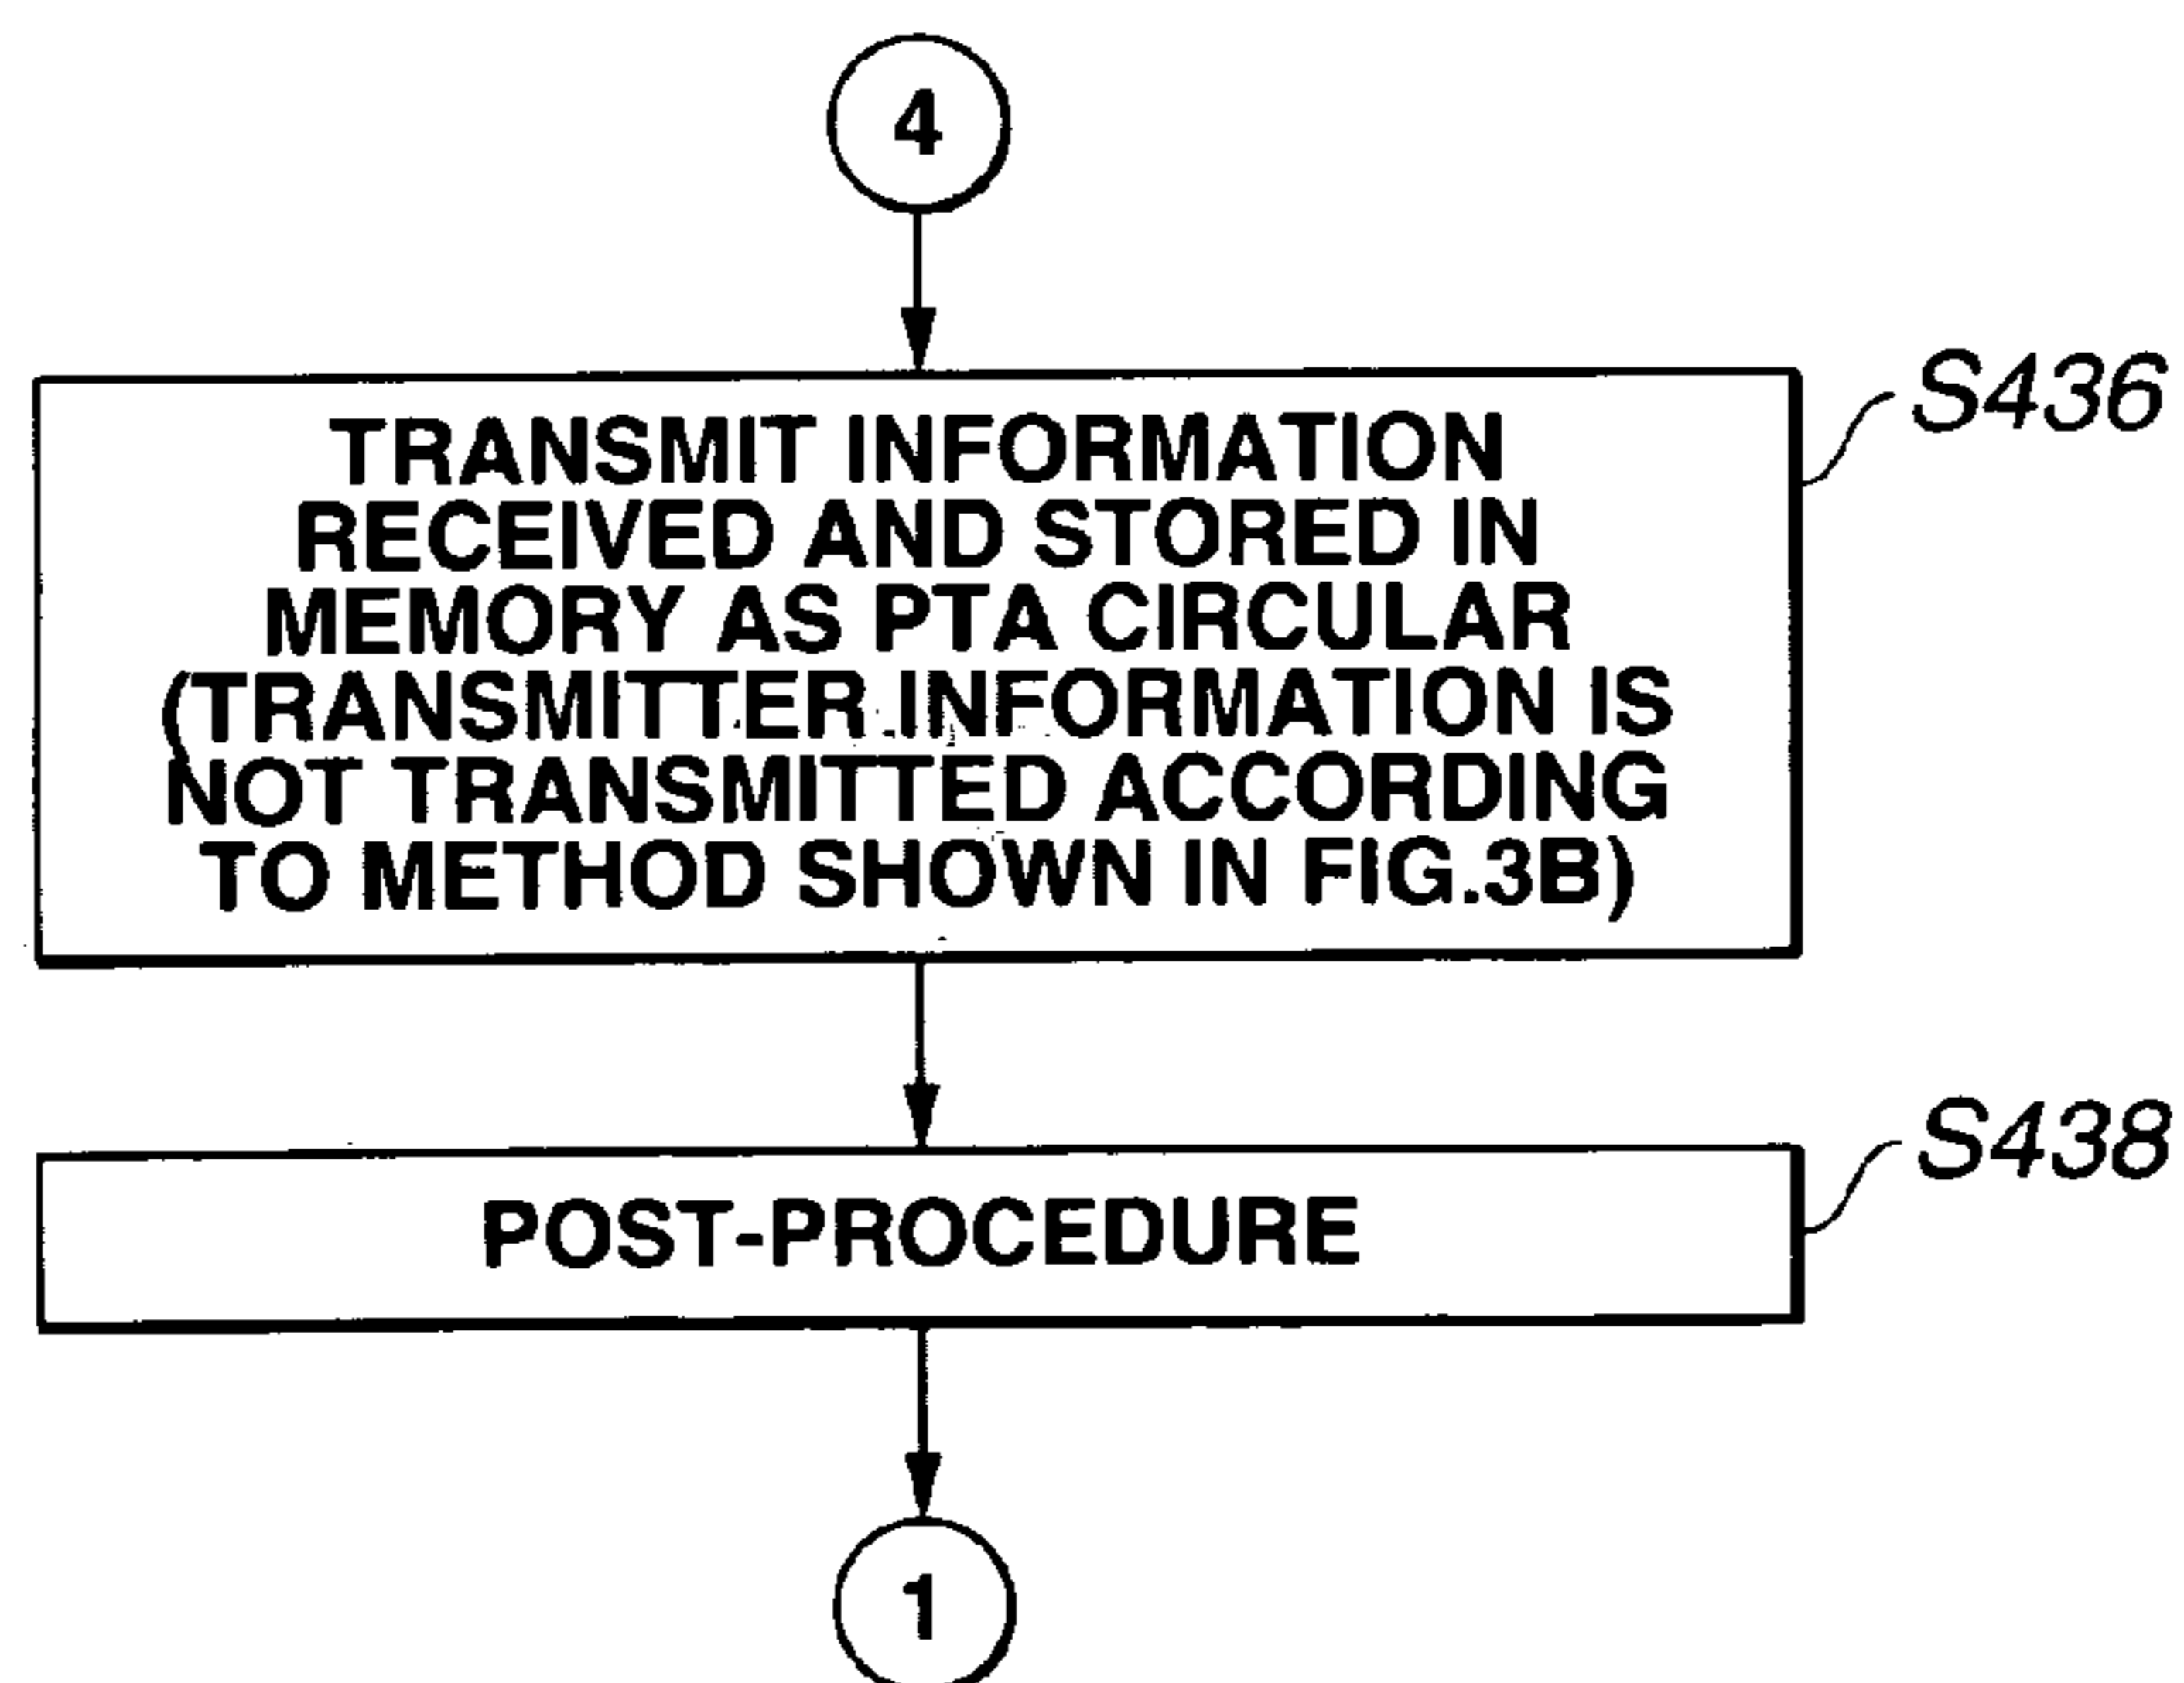 4
TRANSMIT INFORMATION
RECEIVED AND STORED IN
MEMORY AS PTA CIRCULAR
(TRANSMITTER INFORMATION IS
NOT TRANSMITTED ACCORDING
TO METHOD SHOWN IN FIG.3B)
S436
POST-PROCEDURE
S438
1